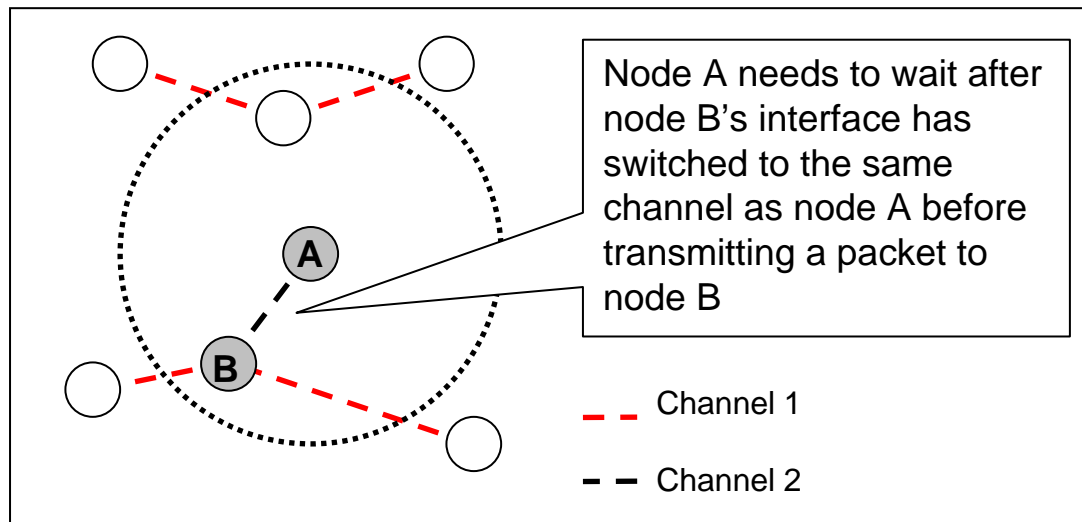 Node A needs to wait after
node B’s interface has
switched to the same
channel as node A before
transmitting a packet to
node B
A
B
Channel 1
Channel 2